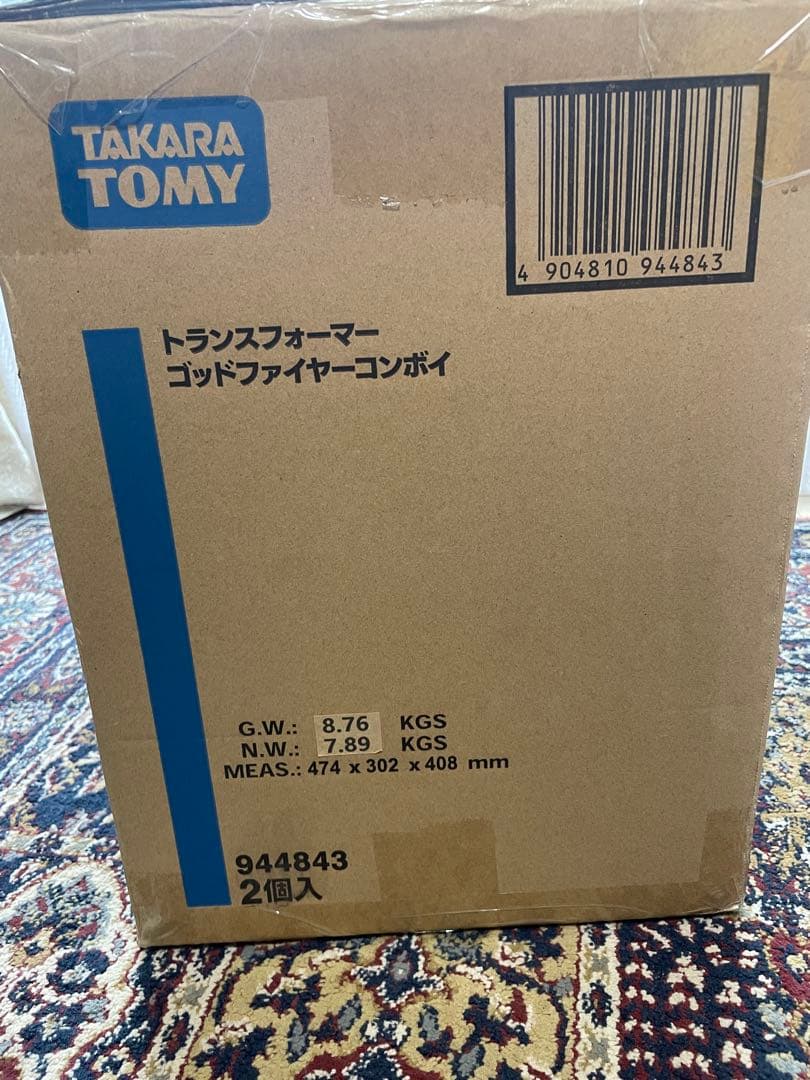 TAKARA
TOMY
4 904810 944843
トランスフォーマー
ゴッドファイヤーコンボイ
G.W.: 8.76 KGS
N.W.: 7.89 KGS
MEAS.: 474 x 302 x 408 mm
944843
2個入